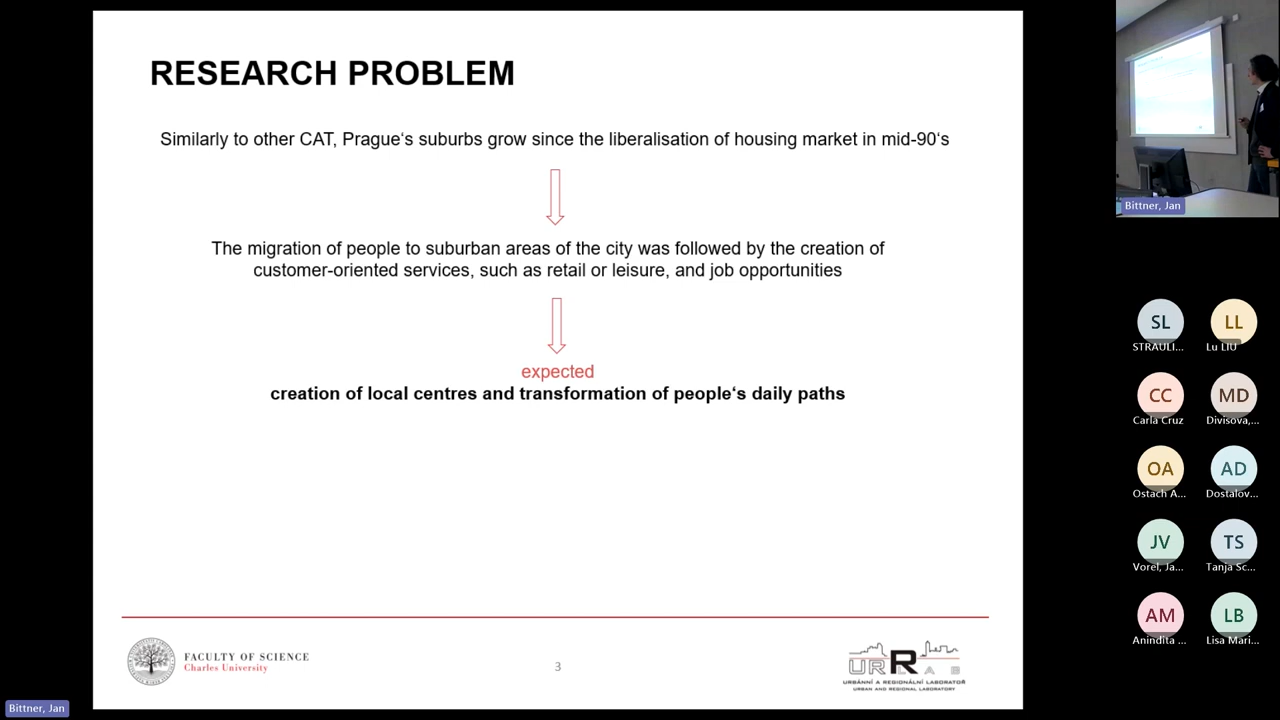 RESEARCH PROBLEM
Similarly to other CAT, Prague‘s suburbs grow since the liberalisation of housing market in mid-90‘s
The migration of people to suburban areas of the city was followed by the creation of
customer-oriented services, such as retail or leisure, and job opportunities
expected
creation of local centres and transformation of people‘s daily paths
FACULTY OF SCIENCE
Charles University
3
URRLAB
URBÁNNÍ A REGIONÁLNÍ LABORATOŘ
URBAN AND REGIONAL LABORATORY
Bittner, Jan
Bittner, Jan
SL
STRAULI...
LL
Lu LIU
CC
Carla Cruz
MD
Divisova,...
OA
Ostach A...
AD
Dostalov...
JV
Vorel, Ja...
TS
Tanja Sc...
AM
Anindita ...
LB
Lisa Mari...